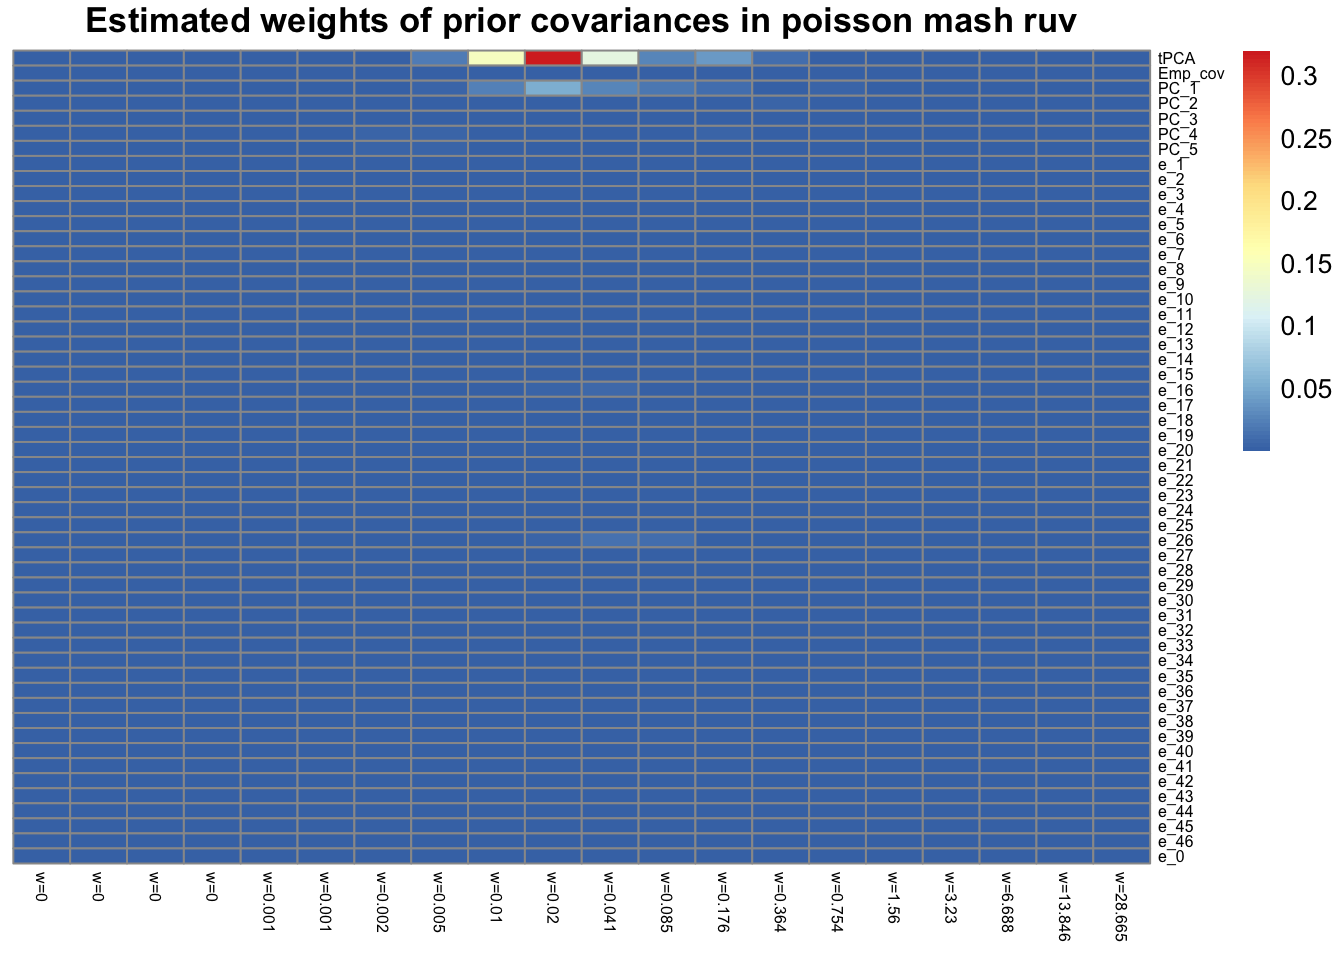 Estimated weights of prior covariances in poisson mash ruv
tPCA
Emp_cov
PC_1
PC_2
PC_3
PC_4
PC_5
e_1
e_2
e_3
e_4
e_5
e_6
e_7
e_8
e_9
e_10
e_11
e_12
e_13
e_14
e_15
e_16
e_17
e_18
e_19
e_20
e_21
e_22
e_23
e_24
e_25
e_26
e_27
e_28
e_29
e_30
e_31
e_32
e_33
e_34
e_35
e_36
e_37
e_38
e_39
e_40
e_41
e_42
e_43
e_44
e_45
e_46
e_0
0.3
0.25
0.2
0.15
0.1
0.05
w=0
w=0
w=0
w=0
w=0.001
w=0.001
w=0.002
w=0.005
w=0.01
w=0.02
w=0.041
w=0.085
w=0.176
w=0.364
w=0.754
w=1.56
w=3.23
w=6.688
w=13.846
w=28.665